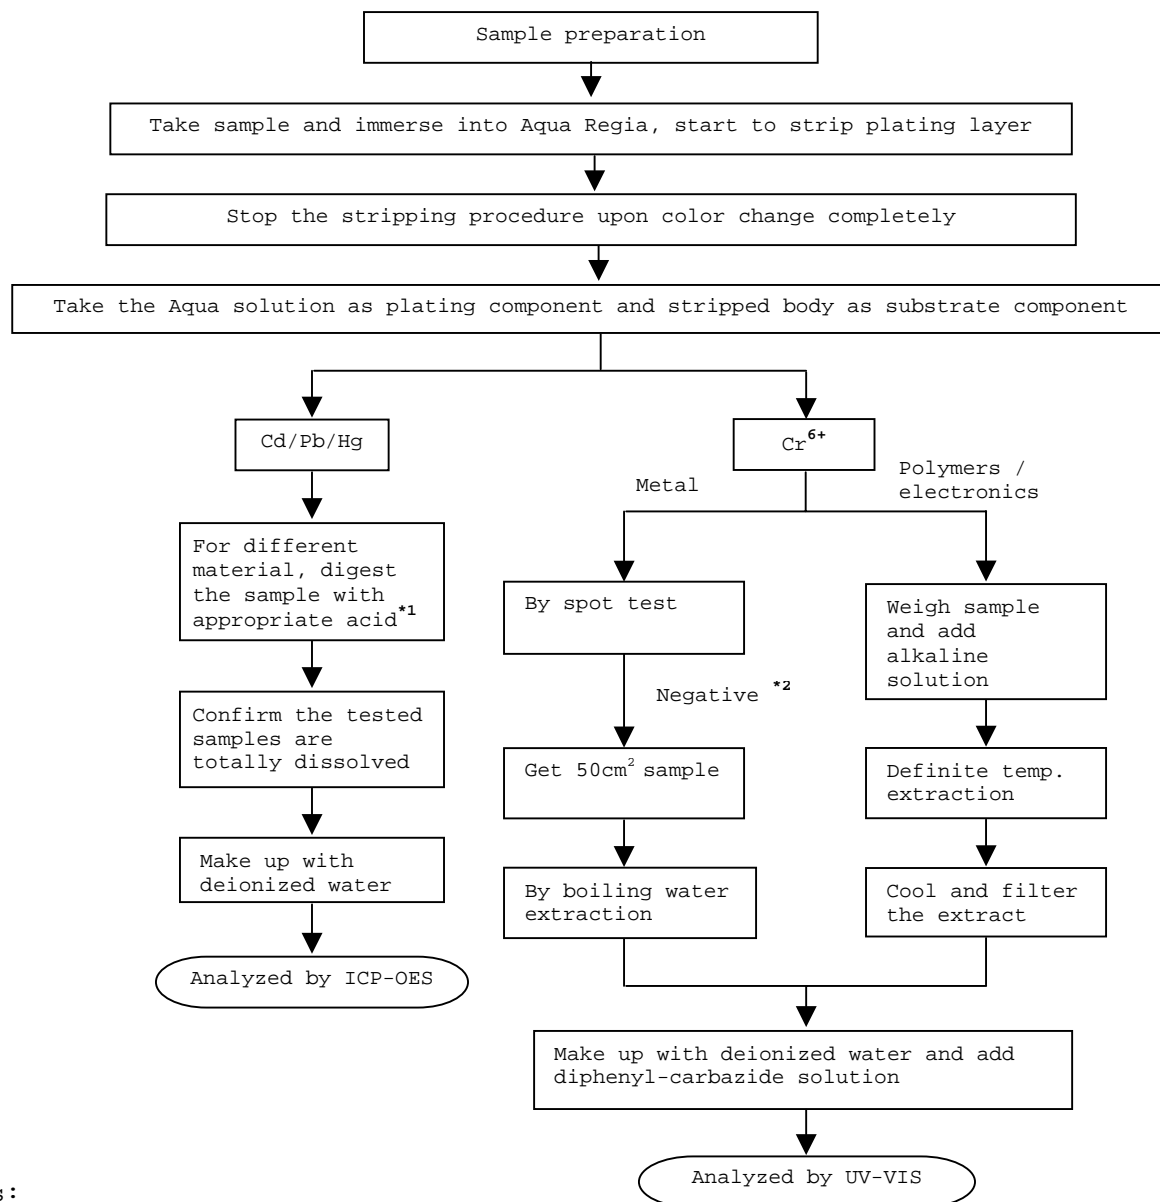 Sample preparation
Take sample and immerse into Aqua Regia, start to strip plating layer
Stop the stripping procedure upon color change completely
Take the Aqua solution as plating component and stripped body as substrate component
Cd/Pb/Hg
For different
material, digest
the sample with
appropriate acid*1
Confirm the tested
samples are
totally dissolved
Make up with
deionized water
Analyzed by ICP-OES
Cr6+
Metal
By spot test
Negative *2
Get 50cm2 sample
By boiling water
extraction
Polymers /
electronics
Weigh sample
and add
alkaline
solution
Definite temp.
extraction
Cool and filter
the extract
Make up with deionized water and add
diphenyl-carbazide solution
Analyzed by UV-VIS
s: